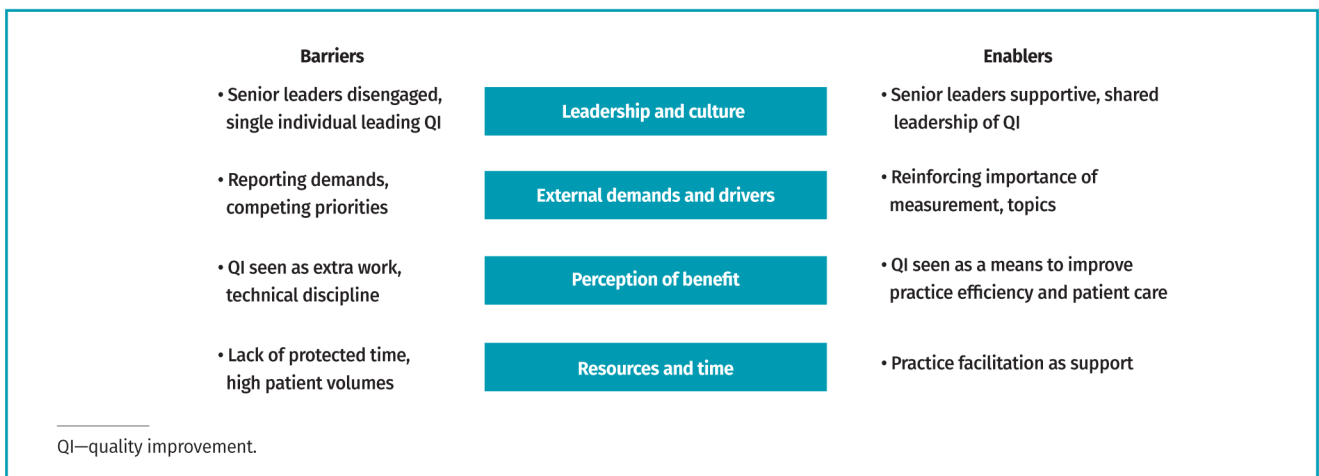 Barriers
Enablers
• Senior leaders disengaged,
single individual leading QI
Leadership and culture
• Senior leaders supportive, shared
leadership of QI
• Reporting demands,
competing priorities
External demands and drivers
• Reinforcing importance of
measurement, topics
• QI seen as extra work,
technical discipline
Perception of benefit
• QI seen as a means to improve
practice efficiency and patient care
• Lack of protected time,
high patient volumes
Resources and time
• Practice facilitation as support
QI—quality improvement.